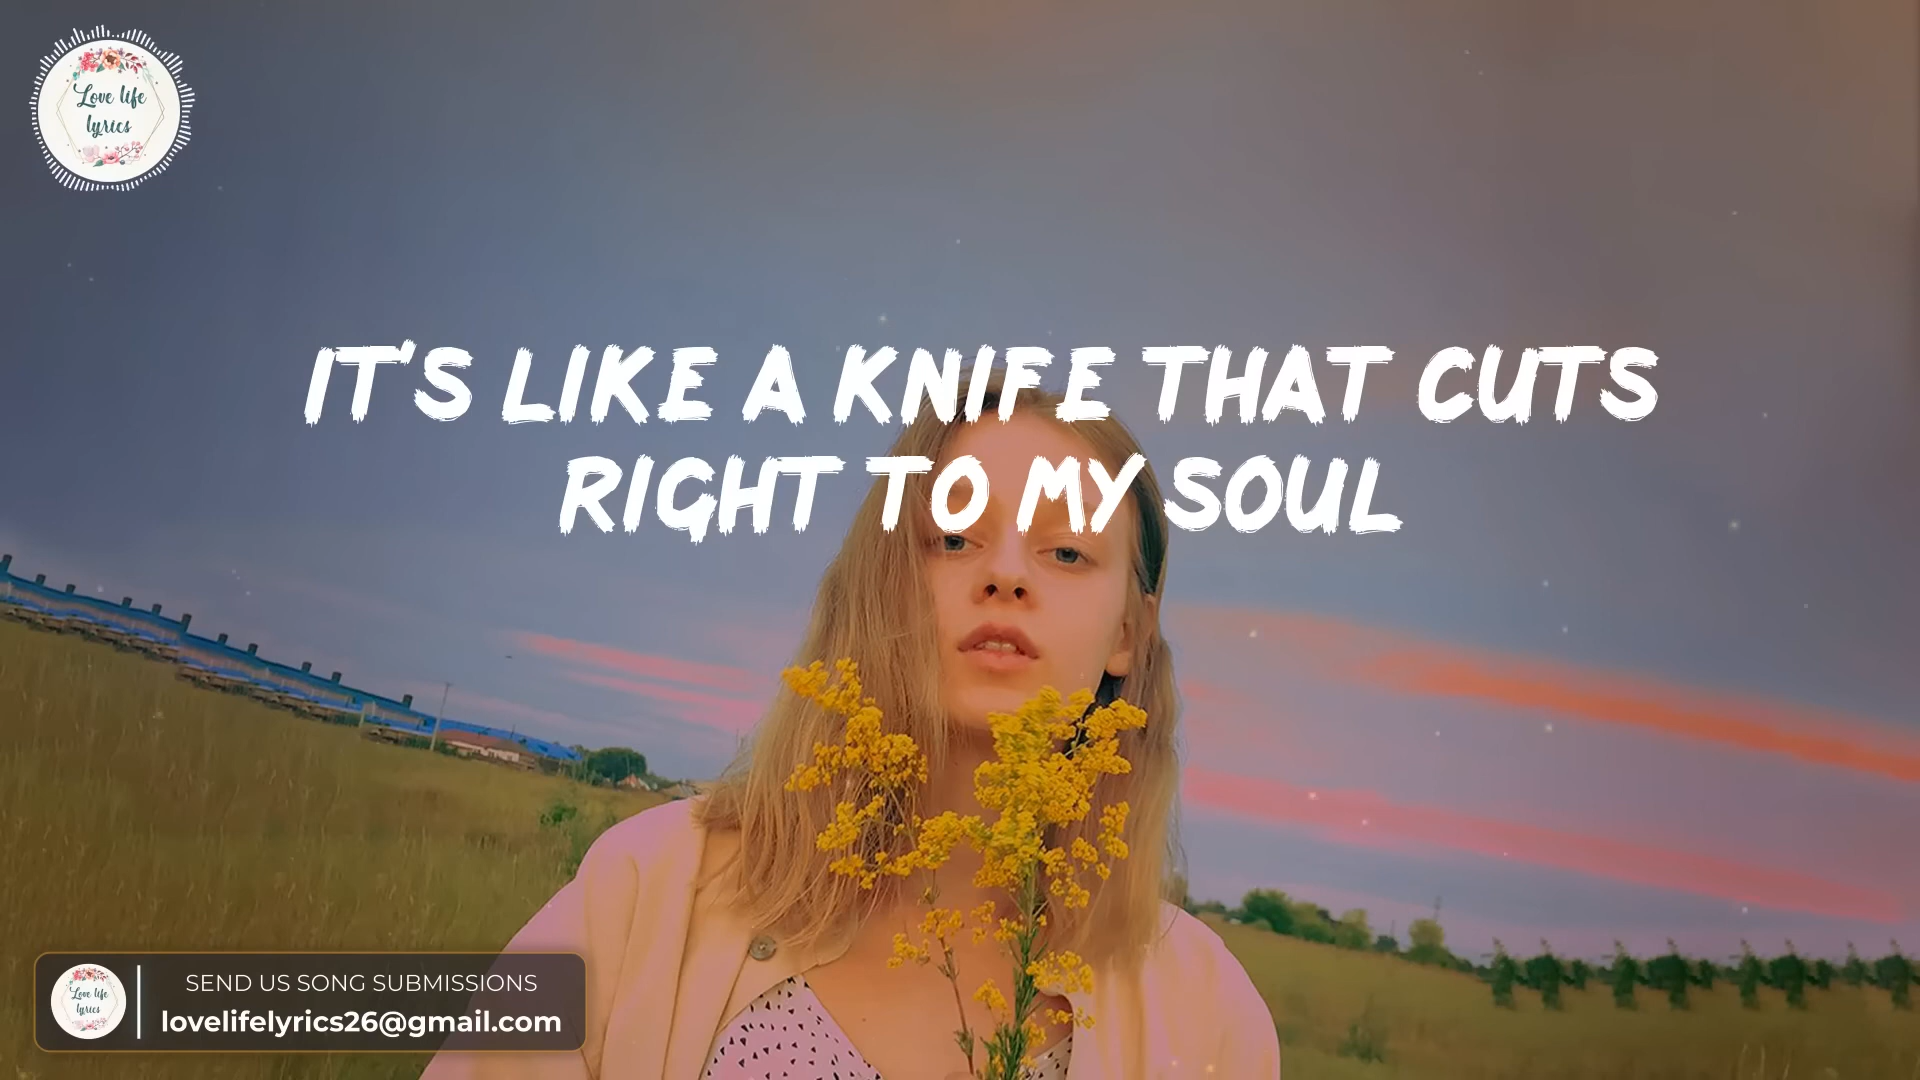 Love life
lyrics
IT'S LIKE A KNIFE THAT CUTS
RIGHT TO MY SOUL
Love life
lyrics
SEND US SONG SUBMISSIONS
lovelifelyrics26@gmail.com